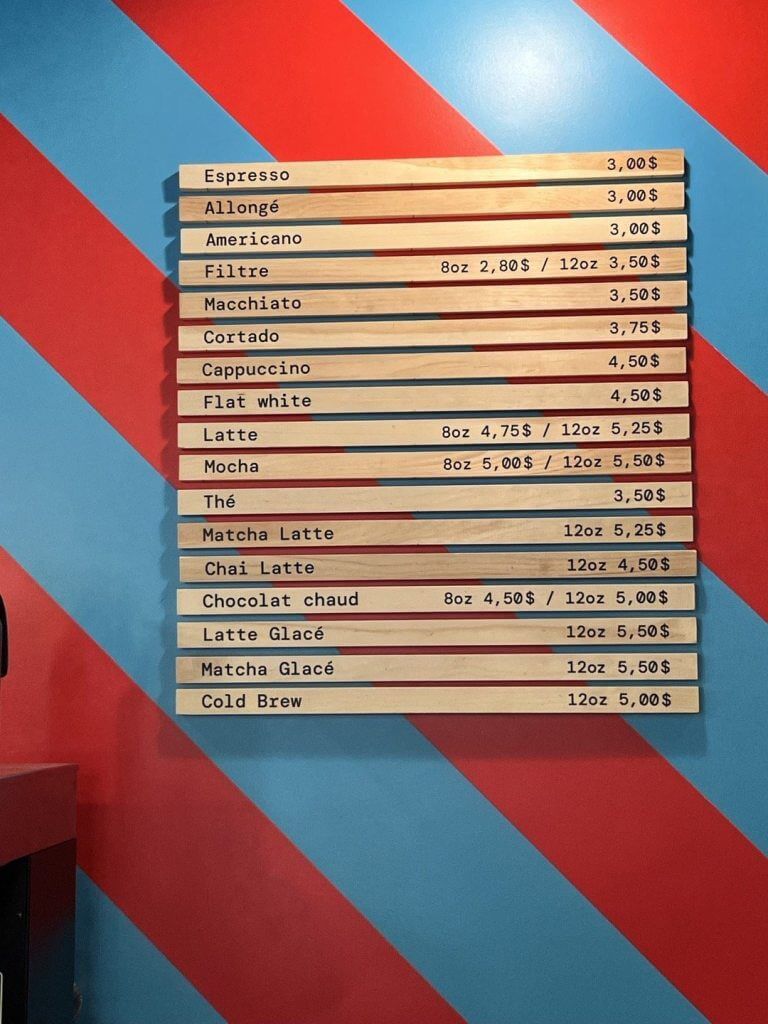 Espresso 3,00$
Allongé 3,00$
Americano 3,00$
Filtre 8oz 2,80$ / 12oz 3,50$
Macchiato 3,50$
Cortado 3,75$
Cappuccino 4,50$
Flat white 4,50$
Latte 8oz 4,75$ / 12oz 5,25$
Mocha 8oz 5,00$ / 12oz 5,50$
Thé 3,50$
Matcha Latte 12oz 5,25$
Chai Latte 12oz 4,50$
Chocolat chaud 8oz 4,50$ / 12oz 5,00$
Latte Glacé 12oz 5,50$
Matcha Glacé 12oz 5,50$
Cold Brew 12oz 5,00$